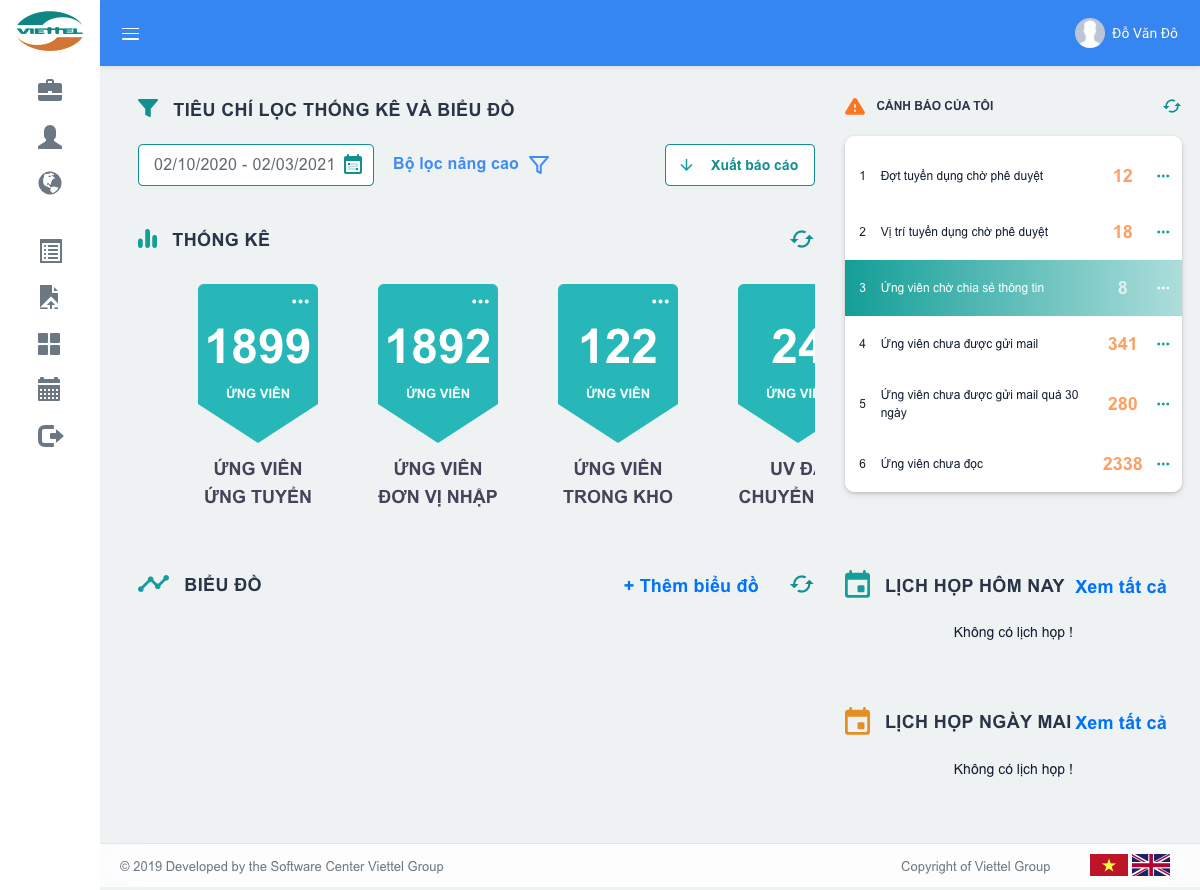 VIETTEL
Đỗ Văn Đô
TIÊU CHÍ LỌC THỐNG KÊ VÀ BIỂU ĐỒ
02/10/2020 - 02/03/2021
Bộ lọc nâng cao
Xuất báo cáo
THỐNG KÊ
1899
ỨNG VIÊN
ỨNG VIÊN
ỨNG TUYỂN
1892
ỨNG VIÊN
ỨNG VIÊN
ĐƠN VỊ NHẬP
122
ỨNG VIÊN
ỨNG VIÊN
TRONG KHO
24
ỨNG VI
UV ĐÃ
CHUYỂN
BIỂU ĐỒ
+ Thêm biểu đồ
CẢNH BÁO CỦA TÔI
1 Đợt tuyển dụng chờ phê duyệt 12
2 Vị trí tuyển dụng chờ phê duyệt 18
3 Ứng viên chờ chia sẻ thông tin 8
4 Ứng viên chưa được gửi mail 341
5 Ứng viên chưa được gửi mail quá 30
ngày 280
6 Ứng viên chưa đọc 2338
LỊCH HỌP HÔM NAY Xem tất cả
Không có lịch họp !
LỊCH HỌP NGÀY MAI Xem tất cả
Không có lịch họp !
© 2019 Developed by the Software Center Viettel Group
Copyright of Viettel Group